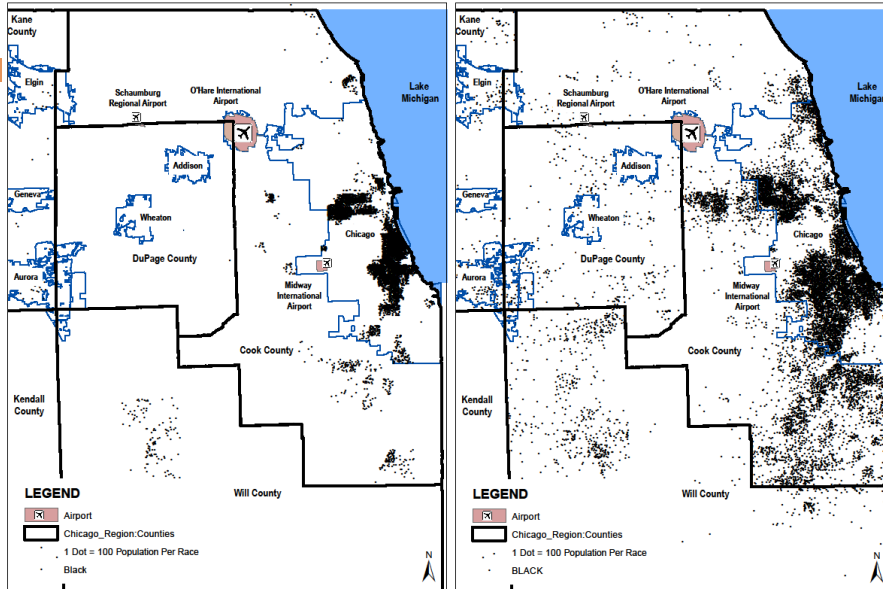 Kane
County
Elgin
Schaumburg
Regional Airport
O'Hare International
Airport
Lake
Michigan
Addison
Geneva
Wheaton
Chicago
DuPage County
Aurora
Midway
International
Airport
Cook County
Kendall
County
Will County
LEGEND
Airport
Chicago_Region:Counties
1 Dot = 100 Population Per Race
Black
N
Kane
County
Elgin
Schaumburg
Regional Airport
O'Hare International
Airport
Lake
Michigan
Addison
Geneva
Wheaton
Chicago
DuPage County
Aurora
Midway
International
Airport
Cook County
Kendall
County
Will County
LEGEND
Airport
Chicago_Region:Counties
1 Dot = 100 Population Per Race
BLACK
N